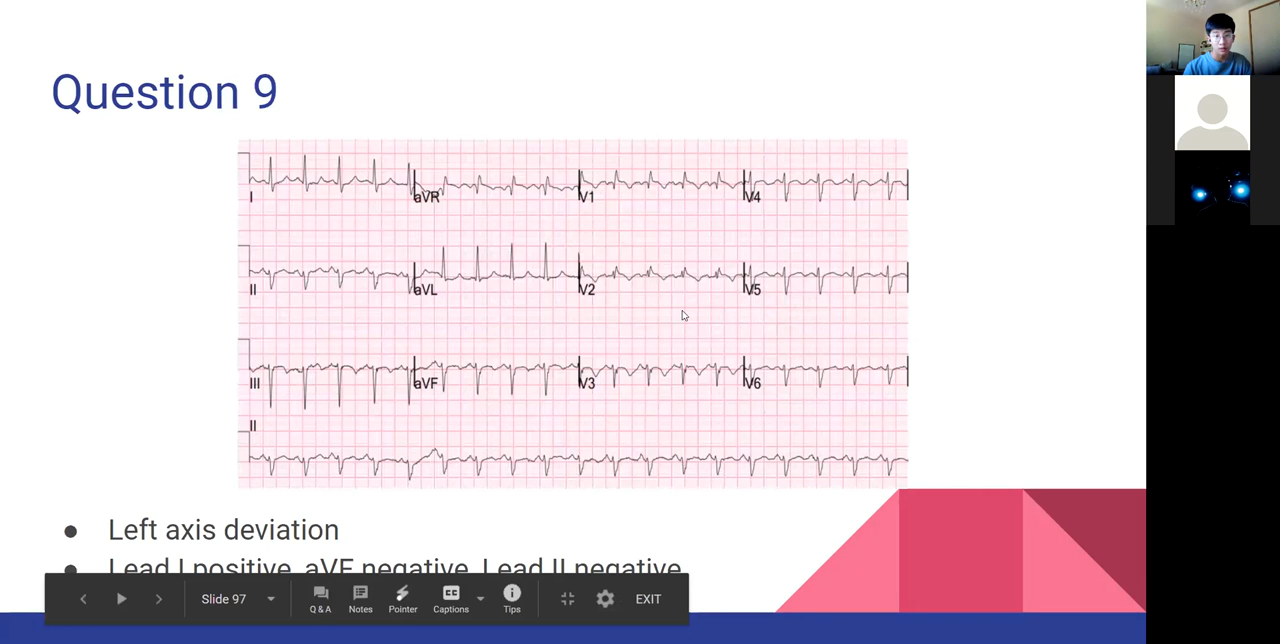 Question 9
I aVR V1 V4
II aVL V2 V5
III aVF V3 V6
II
● Left axis deviation
● Lead I positive, aVF negative, Lead II negative
Slide 97
Q & A Notes Pointer Captions Tips EXIT
CC